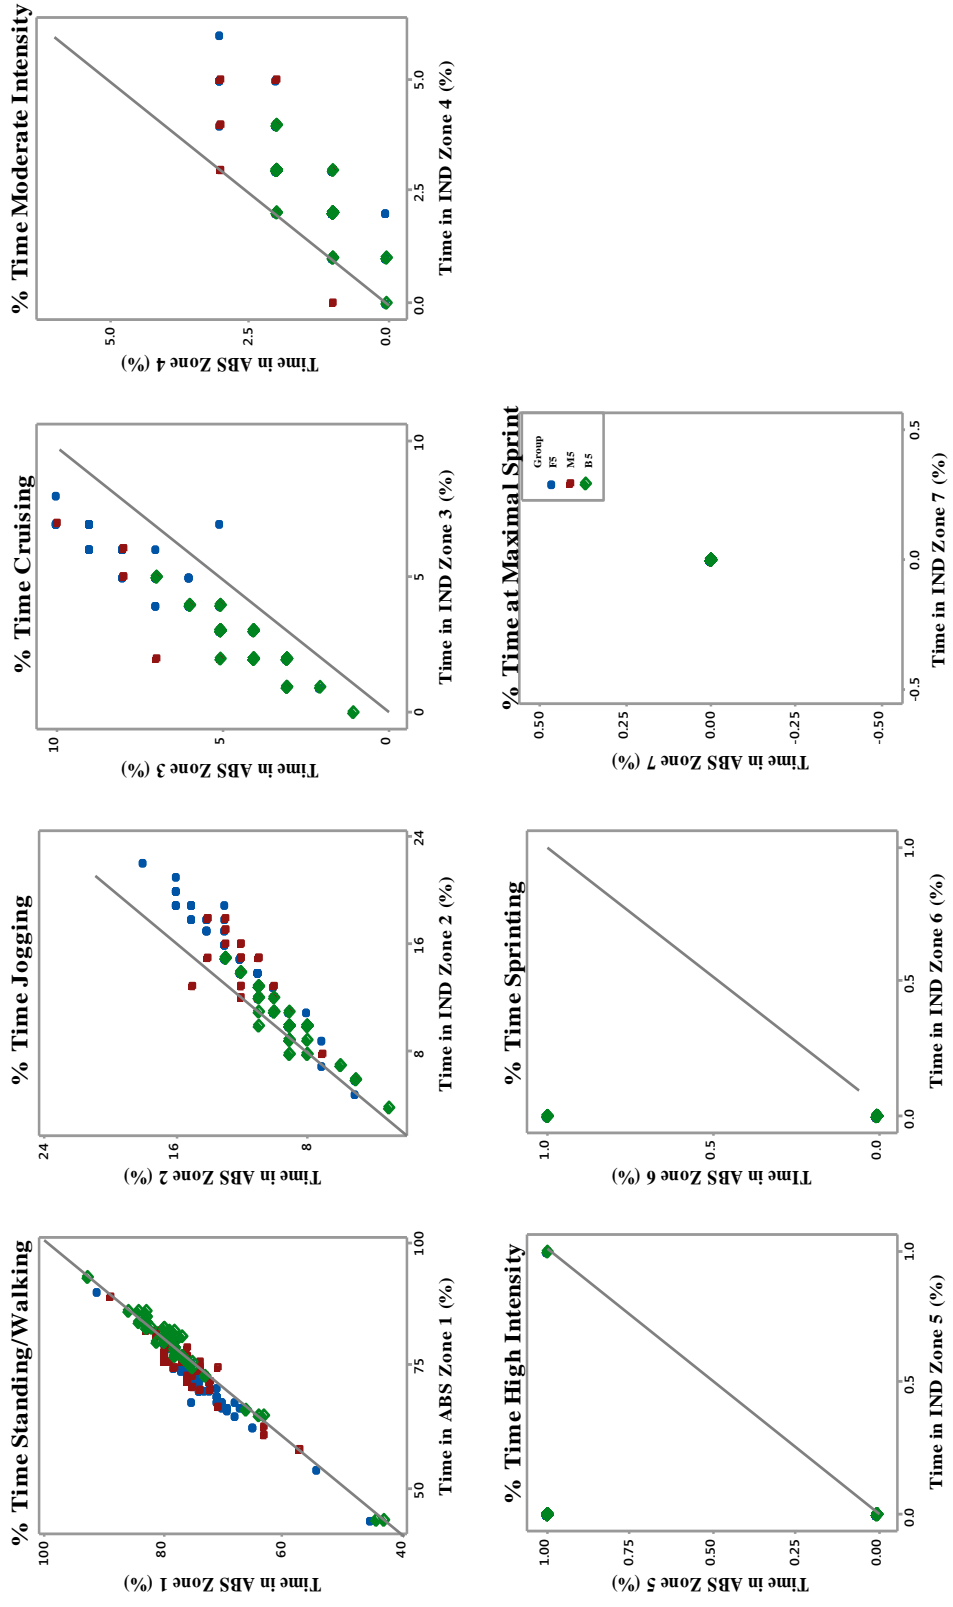 % Time Standing/Walking
Time in ABS Zone 1 (%)
100
80
60
40
50
75
100
Time in ABS Zone 1 (%)
% Time Jogging
Time in ABS Zone 2 (%)
24
16
8
8
16
24
Time in IND Zone 2 (%)
% Time Cruising
Time in ABS Zone 3 (%)
10
5
0
0
5
10
Time in IND Zone 3 (%)
% Time Moderate Intensity
Time in ABS Zone 4 (%)
5.0
2.5
0.0
0.0
2.5
5.0
Time in IND Zone 4 (%)
% Time High Intensity
Time in ABS Zone 5 (%)
1.00
0.75
0.50
0.25
0.00
0.0
0.5
1.0
Time in IND Zone 5 (%)
% Time Sprinting
TIme in ABS Zone 6 (%)
1.0
0.5
0.0
0.0
0.5
1.0
Time in IND Zone 6 (%)
% Time at Maximal Sprint
Group
F5
M5
B5
Time in ABS Zone 7 (%)
0.50
0.25
0.00
-0.25
-0.50
-0.5
0.0
0.5
Time in IND Zone 7 (%)